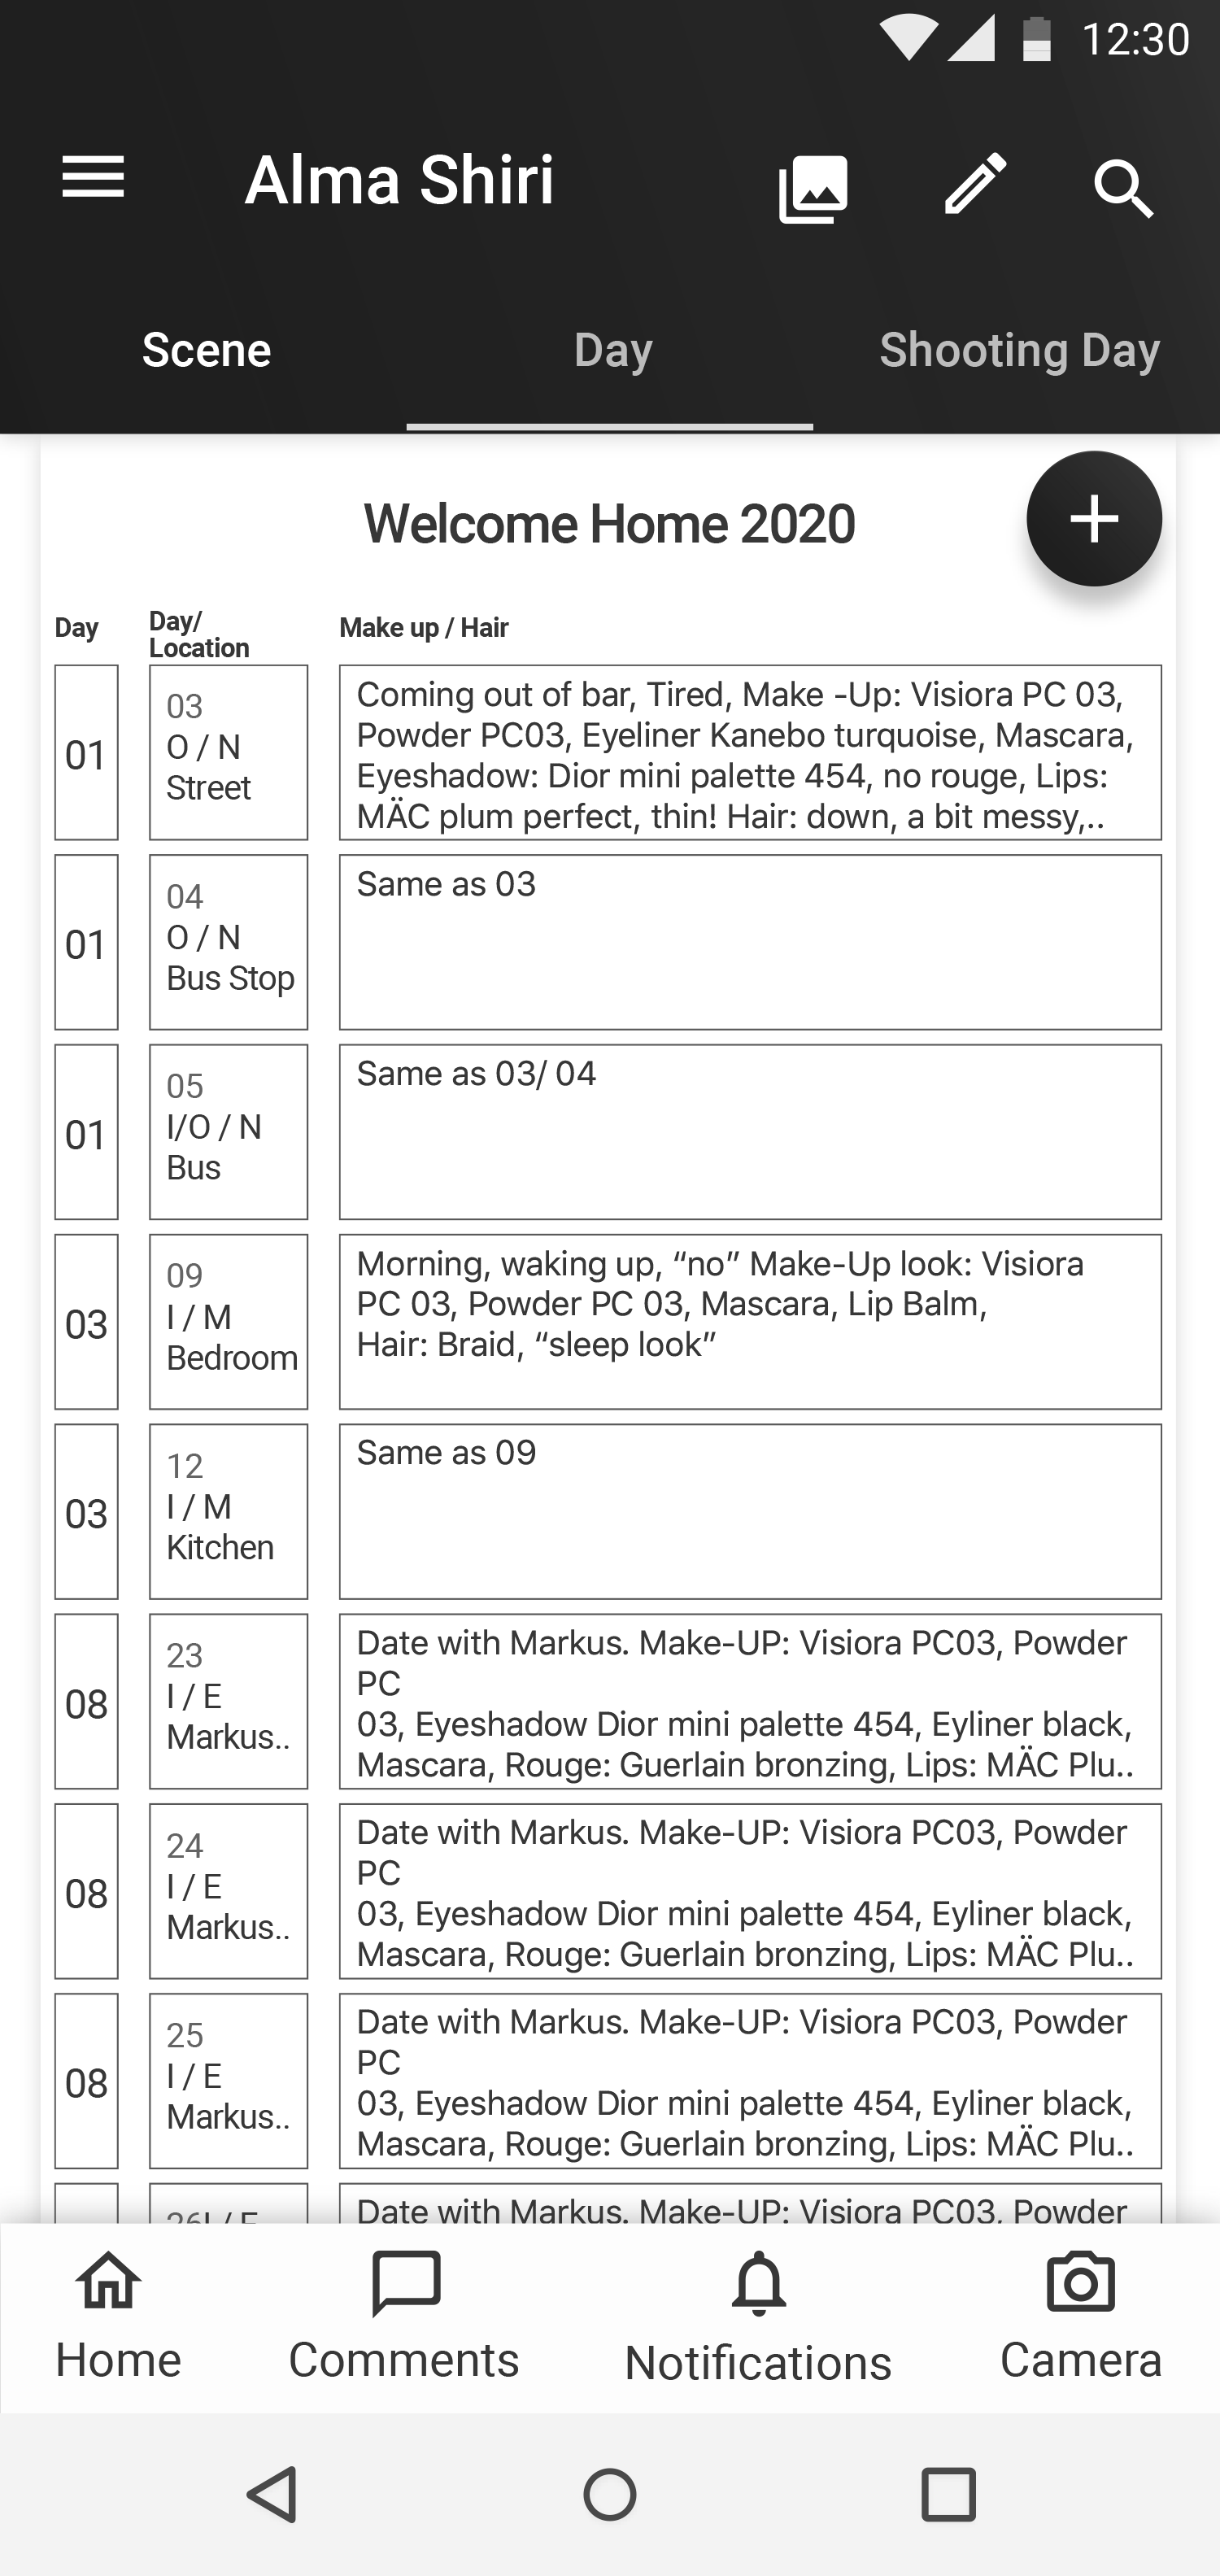 12:30
Alma Shiri
Scene
Day
Shooting Day
Welcome Home 2020
Day
Day/
Location
Make up / Hair
01
03
O / N
Street
Coming out of bar, Tired, Make -Up: Visiora PC 03,
Powder PC03, Eyeliner Kanebo turquoise, Mascara,
Eyeshadow: Dior mini palette 454, no rouge, Lips:
MÄC plum perfect, thin! Hair: down, a bit messy,..
01
04
O / N
Bus Stop
Same as 03
01
05
I/O / N
Bus
Same as 03/ 04
03
09
I / M
Bedroom
Morning, waking up, “no” Make-Up look: Visiora
PC 03, Powder PC 03, Mascara, Lip Balm,
Hair: Braid, “sleep look”
03
12
I / M
Kitchen
Same as 09
08
23
I / E
Markus..
Date with Markus. Make-UP: Visiora PC03, Powder
PC
03, Eyeshadow Dior mini palette 454, Eyliner black,
Mascara, Rouge: Guerlain bronzing, Lips: MÄC Plu..
08
24
I / E
Markus..
Date with Markus. Make-UP: Visiora PC03, Powder
PC
03, Eyeshadow Dior mini palette 454, Eyliner black,
Mascara, Rouge: Guerlain bronzing, Lips: MÄC Plu..
08
25
I / E
Markus..
Date with Markus. Make-UP: Visiora PC03, Powder
PC
03, Eyeshadow Dior mini palette 454, Eyliner black,
Mascara, Rouge: Guerlain bronzing, Lips: MÄC Plu..
26I / E
Date with Markus. Make-UP: Visiora PC03, Powder
Home
Comments
Notifications
Camera